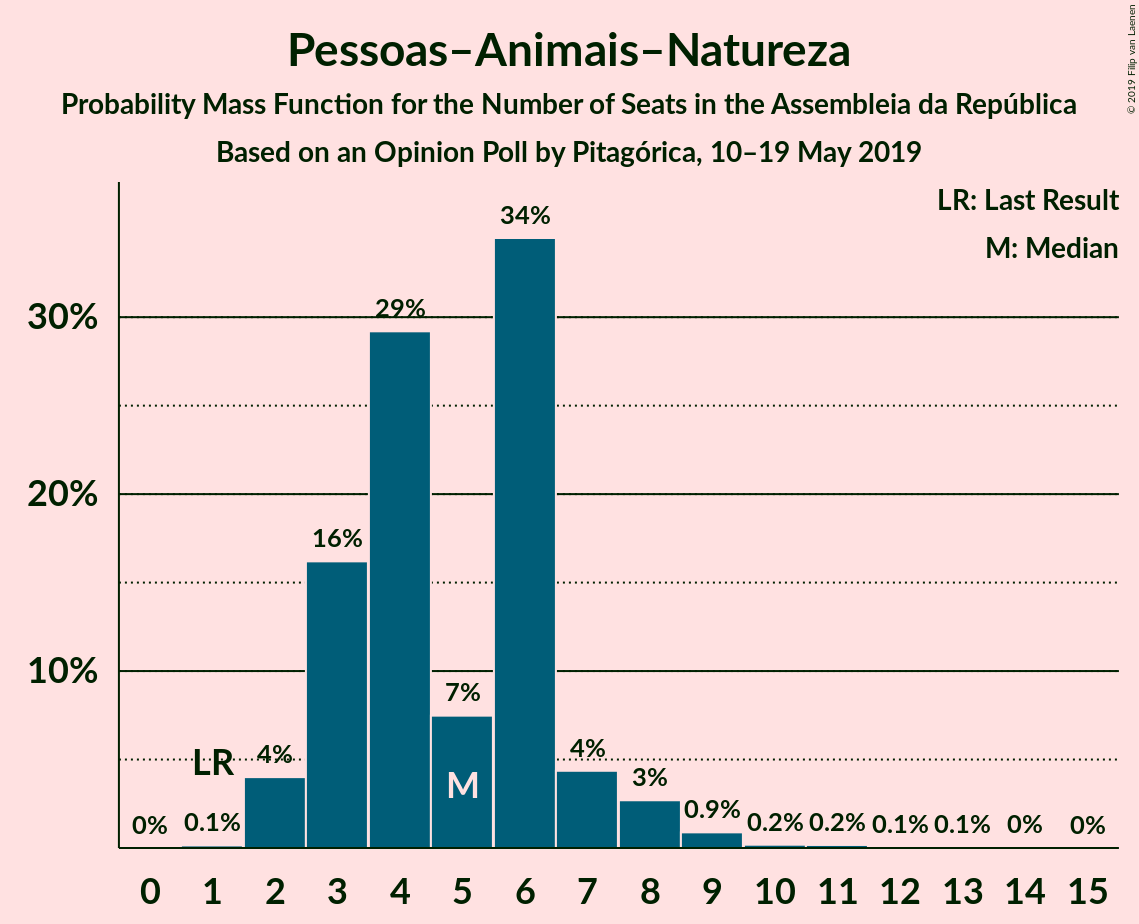 Pessoas–Animais–Natureza
Probability Mass Function for the Number of Seats in the Assembleia da República
Based on an Opinion Poll by Pitagórica, 10–19 May 2019
© 2019 Filip van Laenen
LR: Last Result
M: Median
34%
30%
29%
20%
16%
10%
7%
LR
4%
M
4%
3%
0%
0.1%
0.9%
0.2%
0.2%
0.1%
0.1%
0%
0%
0 1 2 3 4 5 6 7 8 9 10 11 12 13 14 15